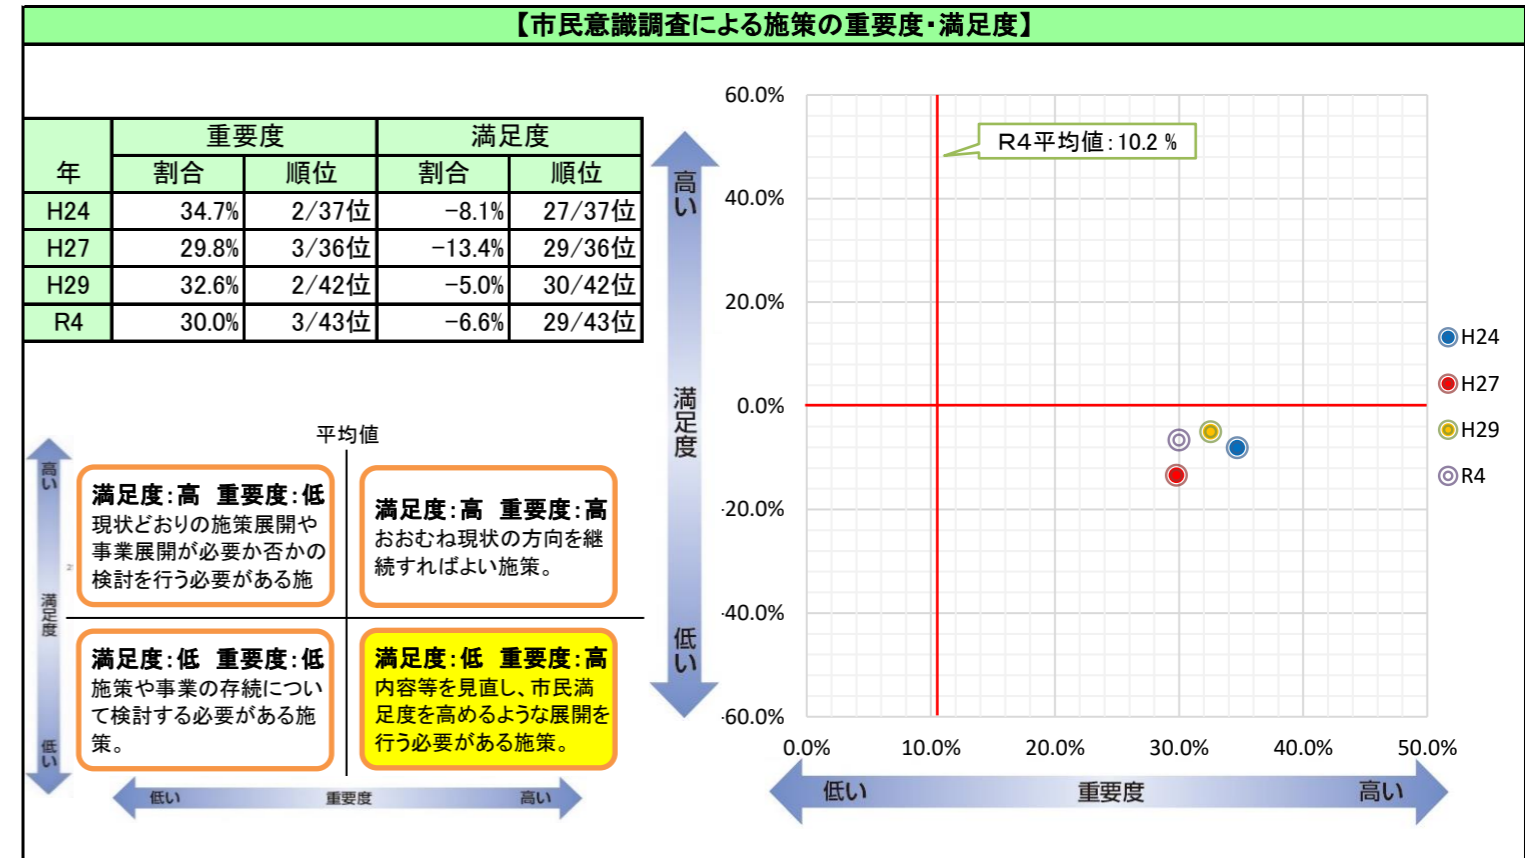 【市民意識調査による施策の重要度・満足度】
年 重要度 満足度
割合 順位 割合 順位
H24 34.7% 2/37位 -8.1% 27/37位
H27 29.8% 3/36位 -13.4% 29/36位
H29 32.6% 2/42位 -5.0% 30/42位
R4 30.0% 3/43位 -6.6% 29/43位
平均値
高い
満足度
低い
満足度:高 重要度:低
現状どおりの施策展開や
事業展開が必要か否かの
検討を行う必要がある施
満足度:高 重要度:高
おおむね現状の方向を継
続すればよい施策。
満足度:低 重要度:低
施策や事業の存続につい
て検討する必要がある施
策。
満足度:低 重要度:高
内容等を見直し、市民満
足度を高めるような展開を
行う必要がある施策。
低い 重要度 高い
高い
満足度
低い
60.0%
40.0%
20.0%
0.0%
-20.0%
-40.0%
-60.0%
R4平均値:10.2 %
0.0% 10.0% 20.0% 30.0% 40.0% 50.0%
低い 重要度 高い
H24
H27
H29
R4